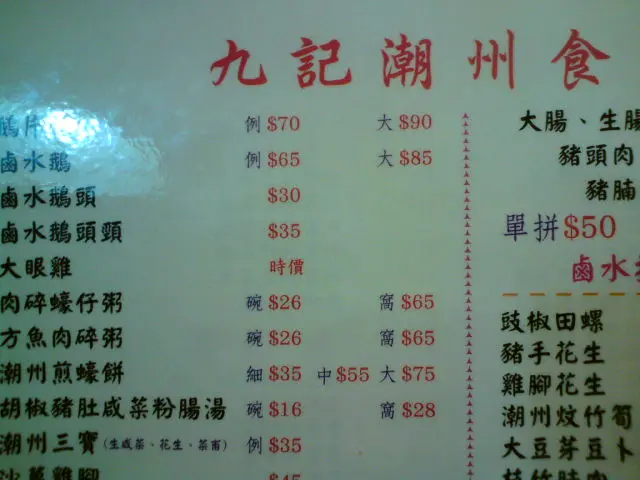 九記潮州食
鵝片 例$70 大$90
鹵水鵝 例$65 大$85
鹵水鵝頭 $30
鹵水鵝頭頸 $35
大眼雞 時價
肉碎蠔仔粥 碗$26 窩$65
方魚肉碎粥 碗$26 窩$65
潮州煎蠔餅 細$35 中$55 大$75
胡椒豬肚咸菜粉腸湯 碗$16 窩$28
潮州三寶(生咸菜、花生、菜甫) 例$35
雞腳 $45
大腸、生腸
豬頭肉
豬腩
單拼$50
鹵水
豉椒田螺
豬手花生
雞腳花生
潮州炆竹筍
大豆芽豆卜